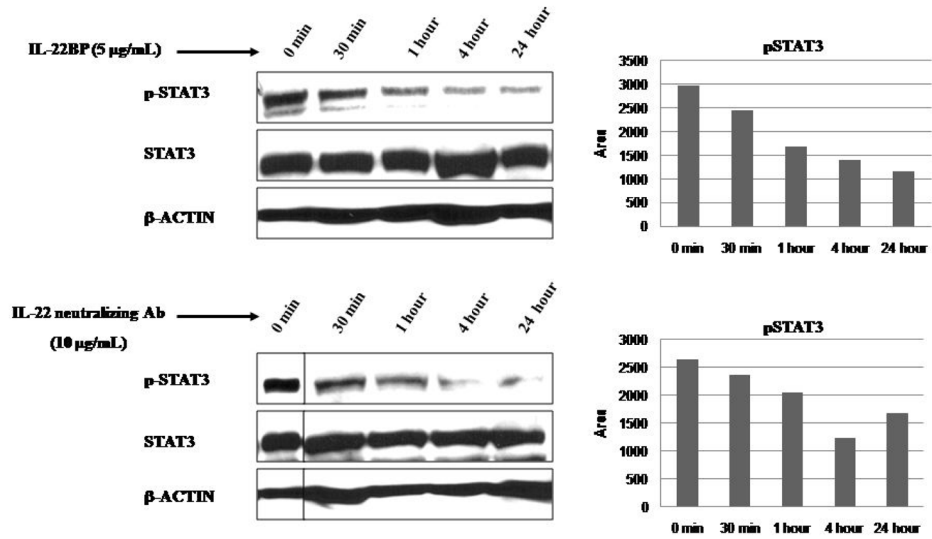 0 min 30 min 1 hour 4 hour 24 hour
IL-22BP (5 µg/mL)
p-STAT3
STAT3
β-ACTIN
pSTAT3
3500
3000
2500
2000
1500
1000
500
0
Area
0 min 30 min 1 hour 4 hour 24 hour
0 min 30 min 1 hour 4 hour 24 hour
IL-22 neutralizing Ab
(10 µg/mL)
p-STAT3
STAT3
β-ACTIN
pSTAT3
3000
2500
2000
1500
1000
500
0
Area
0 min 30 min 1 hour 4 hour 24 hour